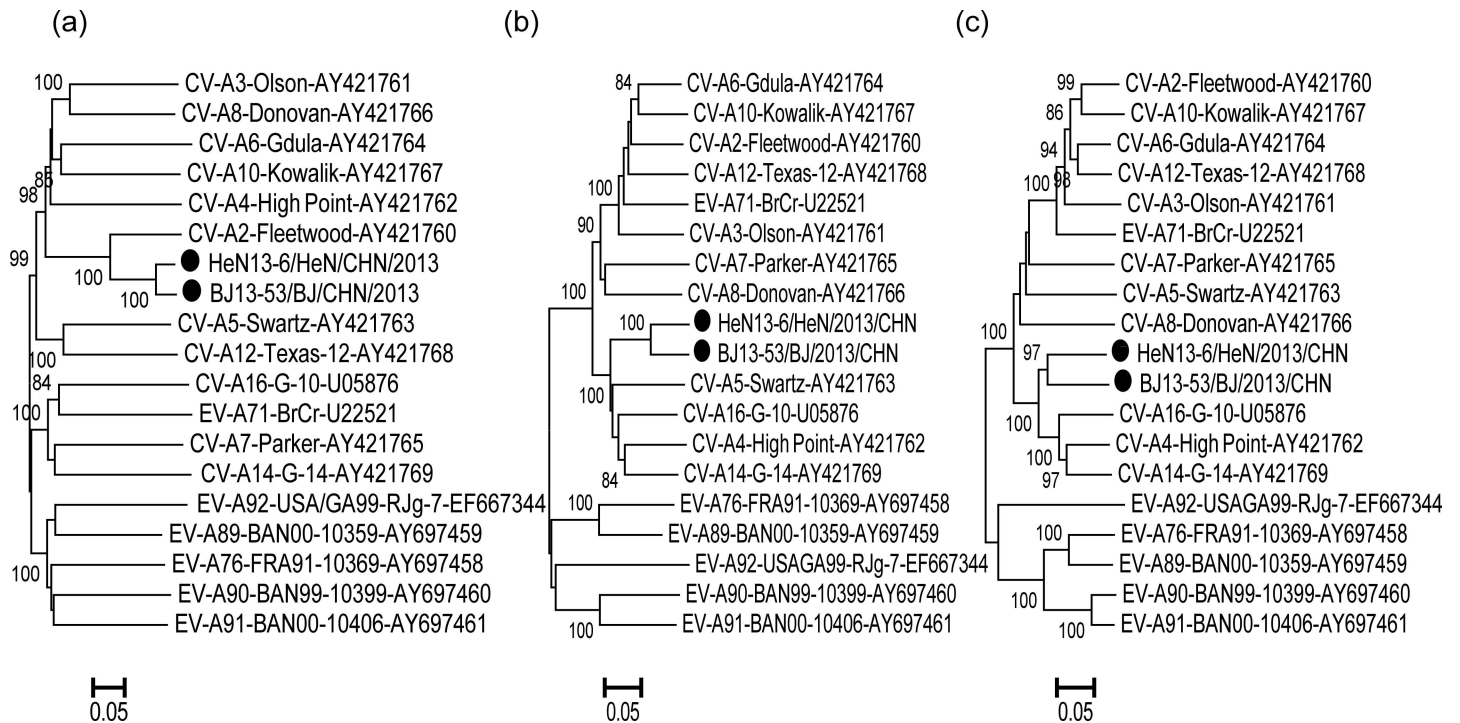 (a)
100
CV-A3-Olson-AY421761
CV-A8-Donovan-AY421766
CV-A6-Gdula-AY421764
CV-A10-Kowalik-AY421767
85
98
CV-A4-High Point-AY421762
CV-A2-Fleetwood-AY421760
99
HeN13-6/HeN/CHN/2013
100
BJ13-53/BJ/CHN/2013
100
CV-A5-Swartz-AY421763
CV-A12-Texas-12-AY421768
100
84
CV-A16-G-10-U05876
100
EV-A71-BrCr-U22521
CV-A7-Parker-AY421765
CV-A14-G-14-AY421769
EV-A92-USA/GA99-RJg-7-EF667344
EV-A89-BAN00-10359-AY697459
EV-A76-FRA91-10369-AY697458
100
EV-A90-BAN99-10399-AY697460
EV-A91-BAN00-10406-AY697461
0.05
(b)
84
CV-A6-Gdula-AY421764
CV-A10-Kowalik-AY421767
CV-A2-Fleetwood-AY421760
CV-A12-Texas-12-AY421768
100
EV-A71-BrCr-U22521
90
CV-A3-Olson-AY421761
CV-A7-Parker-AY421765
100
CV-A8-Donovan-AY421766
100
HeN13-6/HeN/2013/CHN
BJ13-53/BJ/2013/CHN
CV-A5-Swartz-AY421763
100
CV-A16-G-10-U05876
CV-A4-High Point-AY421762
CV-A14-G-14-AY421769
84
100
EV-A76-FRA91-10369-AY697458
EV-A89-BAN00-10359-AY697459
EV-A92-USAGA99-RJg-7-EF667344
EV-A90-BAN99-10399-AY697460
EV-A91-BAN00-10406-AY697461
100
0.05
(c)
99
CV-A2-Fleetwood-AY421760
86
CV-A10-Kowalik-AY421767
94
CV-A6-Gdula-AY421764
CV-A12-Texas-12-AY421768
100
98
CV-A3-Olson-AY421761
EV-A71-BrCr-U22521
CV-A7-Parker-AY421765
CV-A5-Swartz-AY421763
CV-A8-Donovan-AY421766
100
97
HeN13-6/HeN/2013/CHN
BJ13-53/BJ/2013/CHN
CV-A16-G-10-U05876
100
CV-A4-High Point-AY421762
100
CV-A14-G-14-AY421769
97
EV-A92-USAGA99-RJg-7-EF667344
100
EV-A76-FRA91-10369-AY697458
EV-A89-BAN00-10359-AY697459
EV-A90-BAN99-10399-AY697460
100
EV-A91-BAN00-10406-AY697461
100
0.05